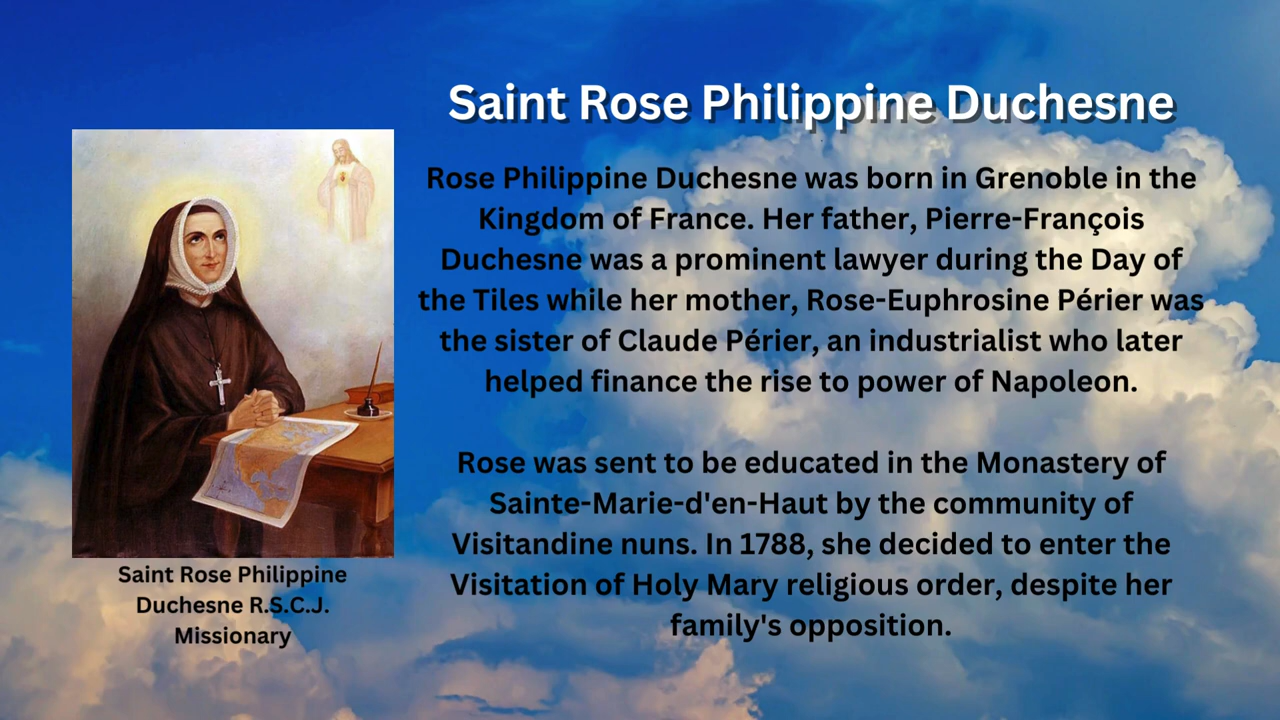 Saint Rose Philippine Duchesne
Rose Philippine Duchesne was born in Grenoble in the
Kingdom of France. Her father, Pierre-François
Duchesne was a prominent lawyer during the Day of
the Tiles while her mother, Rose-Euphrosine Périer was
the sister of Claude Périer, an industrialist who later
helped finance the rise to power of Napoleon.
Rose was sent to be educated in the Monastery of
Sainte-Marie-d'en-Haut by the community of
Visitandine nuns. In 1788, she decided to enter the
Visitation of Holy Mary religious order, despite her
family's opposition.
Saint Rose Philippine
Duchesne R.S.C.J.
Missionary